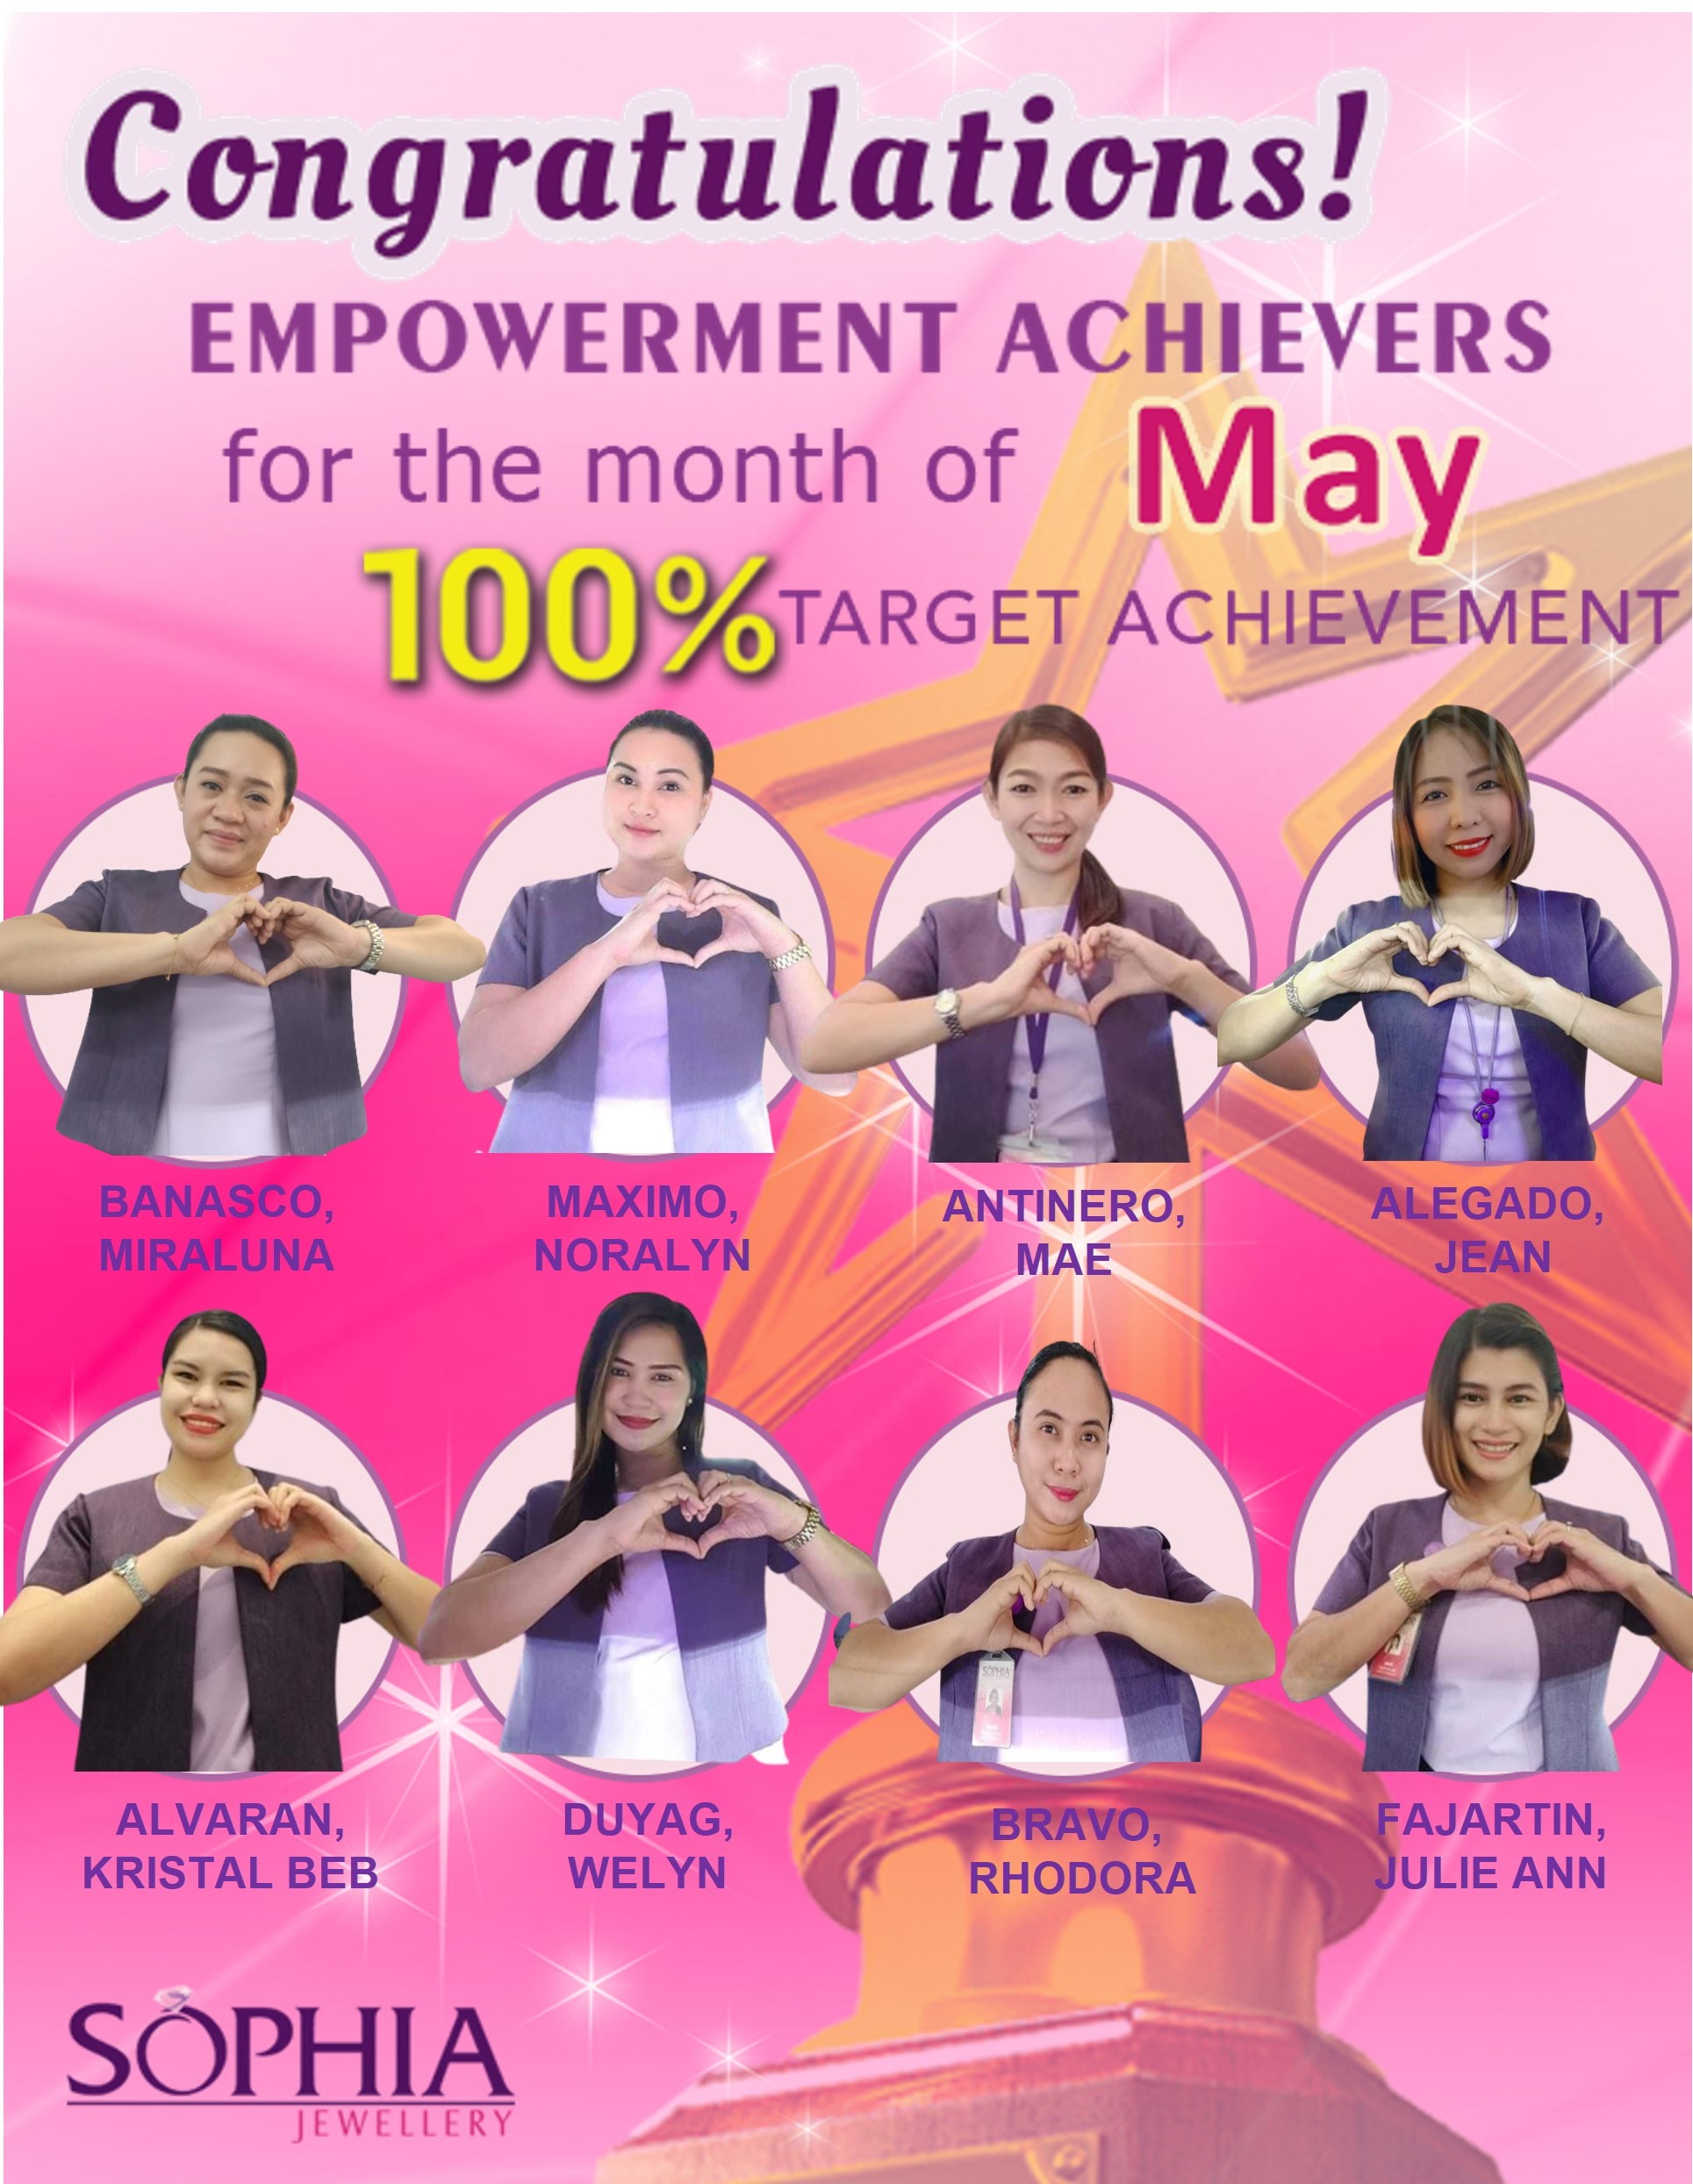 Congratulations!
EMPOWERMENT ACHIEVERS
for the month of May
100% TARGET ACHIEVEMENT
BANASCO,
MIRALUNA
MAXIMO,
NORALYN
ANTINERO,
MAE
ALEGADO,
JEAN
ALVARAN,
KRISTAL BEB
DUYAG,
WELYN
SOPHIA
BRAVO,
RHODORA
FAJARTIN,
JULIE ANN
SOPHIA
JEWELLERY